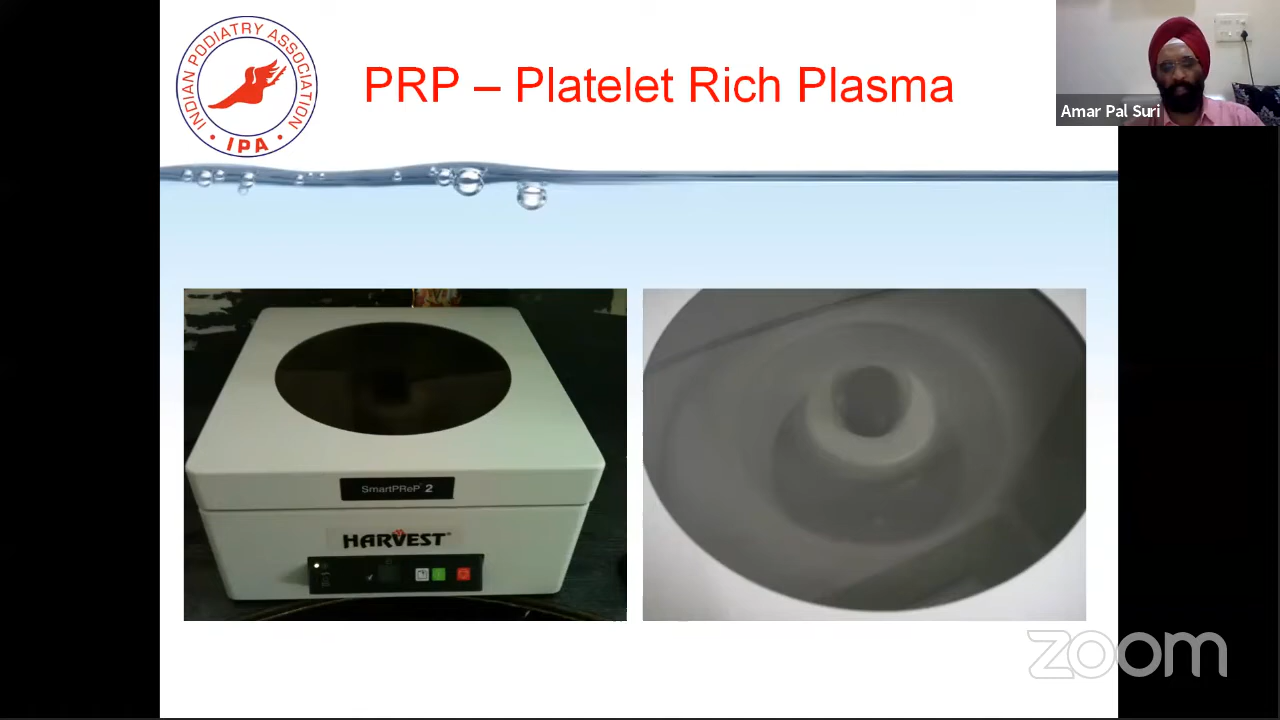 INDIAN PODIATRY ASSOCIATION
• IPA •
PRP – Platelet Rich Plasma
Amar Pal Suri
SmartPReP 2
HARVEST
zoom